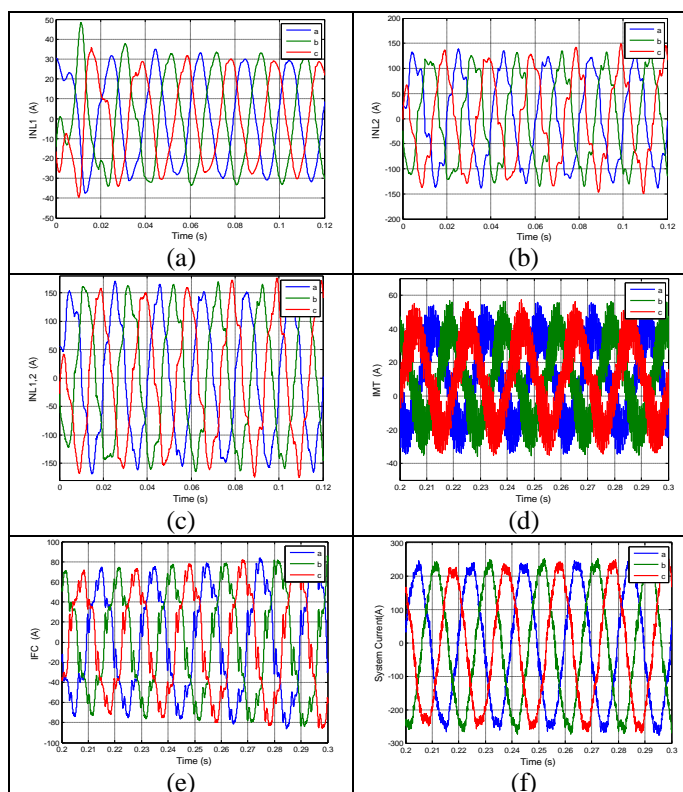 50
40
30
20
10
0
-10
-20
-30
-40
-50
INL1 (A)
0 0.02 0.04 0.06 0.08 0.10 0.12
Time (s)
a
b
c
(a)
200
150
100
50
0
-50
-100
-150
-200
INL2 (A)
0 0.02 0.04 0.06 0.08 0.1 0.12
Time (s)
a
b
c
(b)
150
100
50
0
-50
-100
-150
INL1,2 (A)
0 0.02 0.04 0.06 0.08 0.10 0.12
Time (s)
a
b
c
(c)
60
40
20
0
-20
-40
IMT (A)
0.2 0.21 0.22 0.23 0.24 0.25 0.26 0.27 0.28 0.29 0.3
Time (s)
a
b
c
(d)
100
80
60
40
20
0
-20
-40
-60
-80
-100
IFC (A)
0.2 0.21 0.22 0.23 0.24 0.25 0.26 0.27 0.28 0.29 0.3
Time (s)
a
b
c
(e)
300
200
100
0
-100
-200
-300
System Current(A)
0.2 0.21 0.22 0.23 0.24 0.25 0.26 0.27 0.28 0.29 0.3
Time (s)
a
b
c
(f)